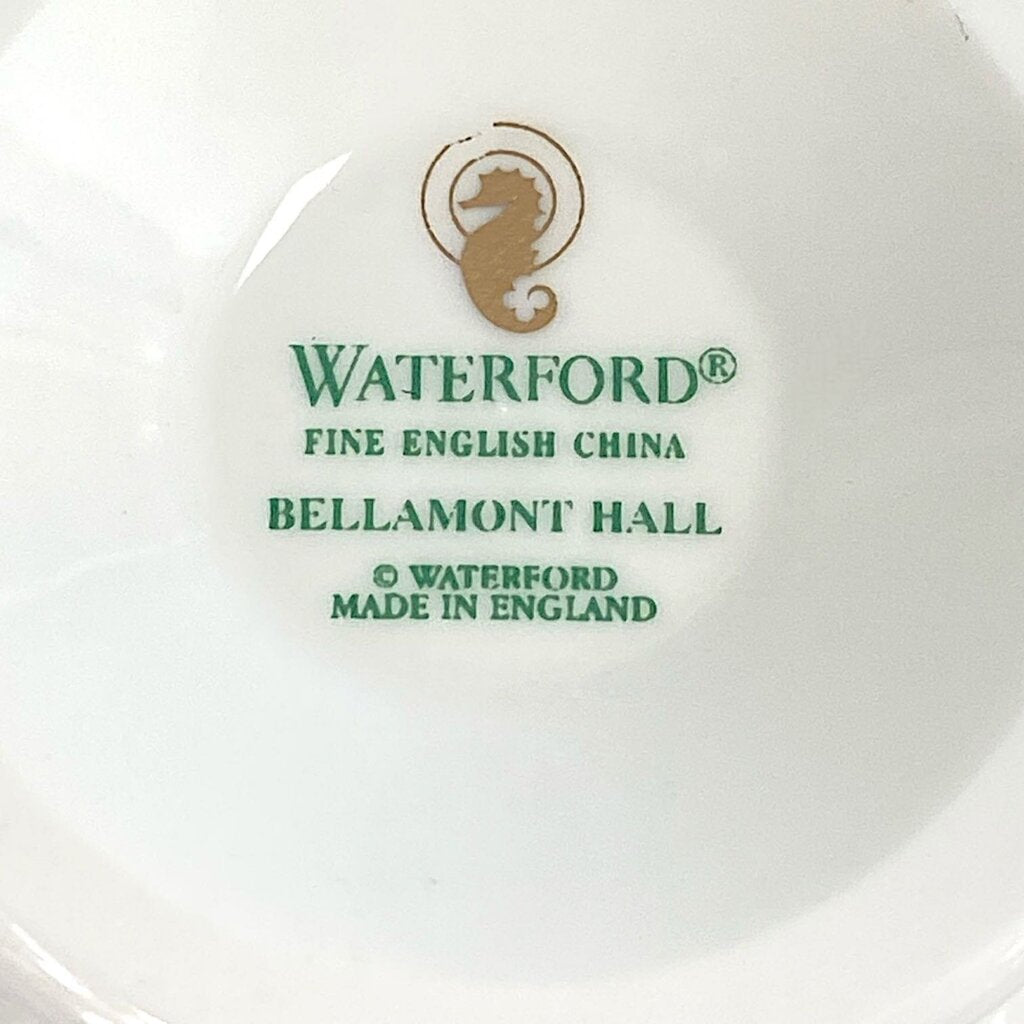 WATERFORD®
FINE ENGLISH CHINA
BELLAMONT HALL
© WATERFORD
MADE IN ENGLAND